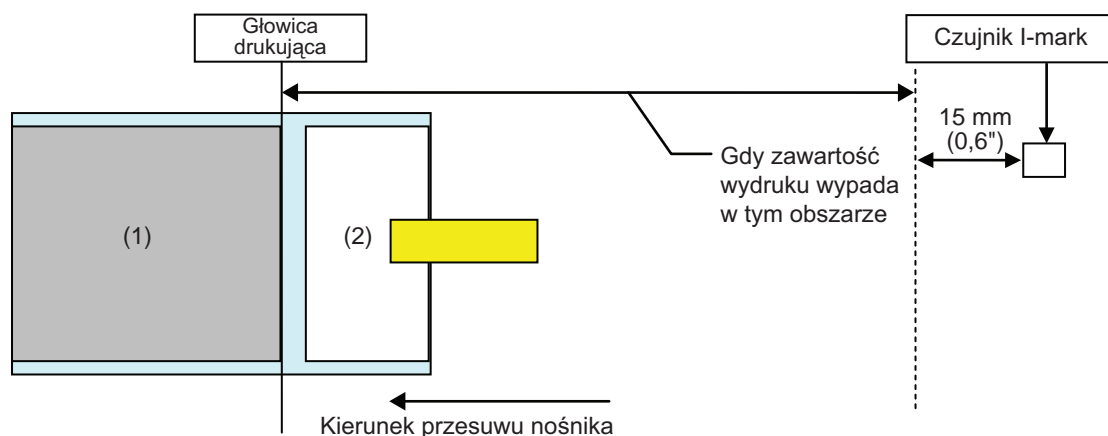 Głowica
drukująca
Czujnik I-mark
15 mm
(0,6")
Gdy zawartość
wydruku wypada
w tym obszarze
(1)
(2)
Kierunek przesuwu nośnika